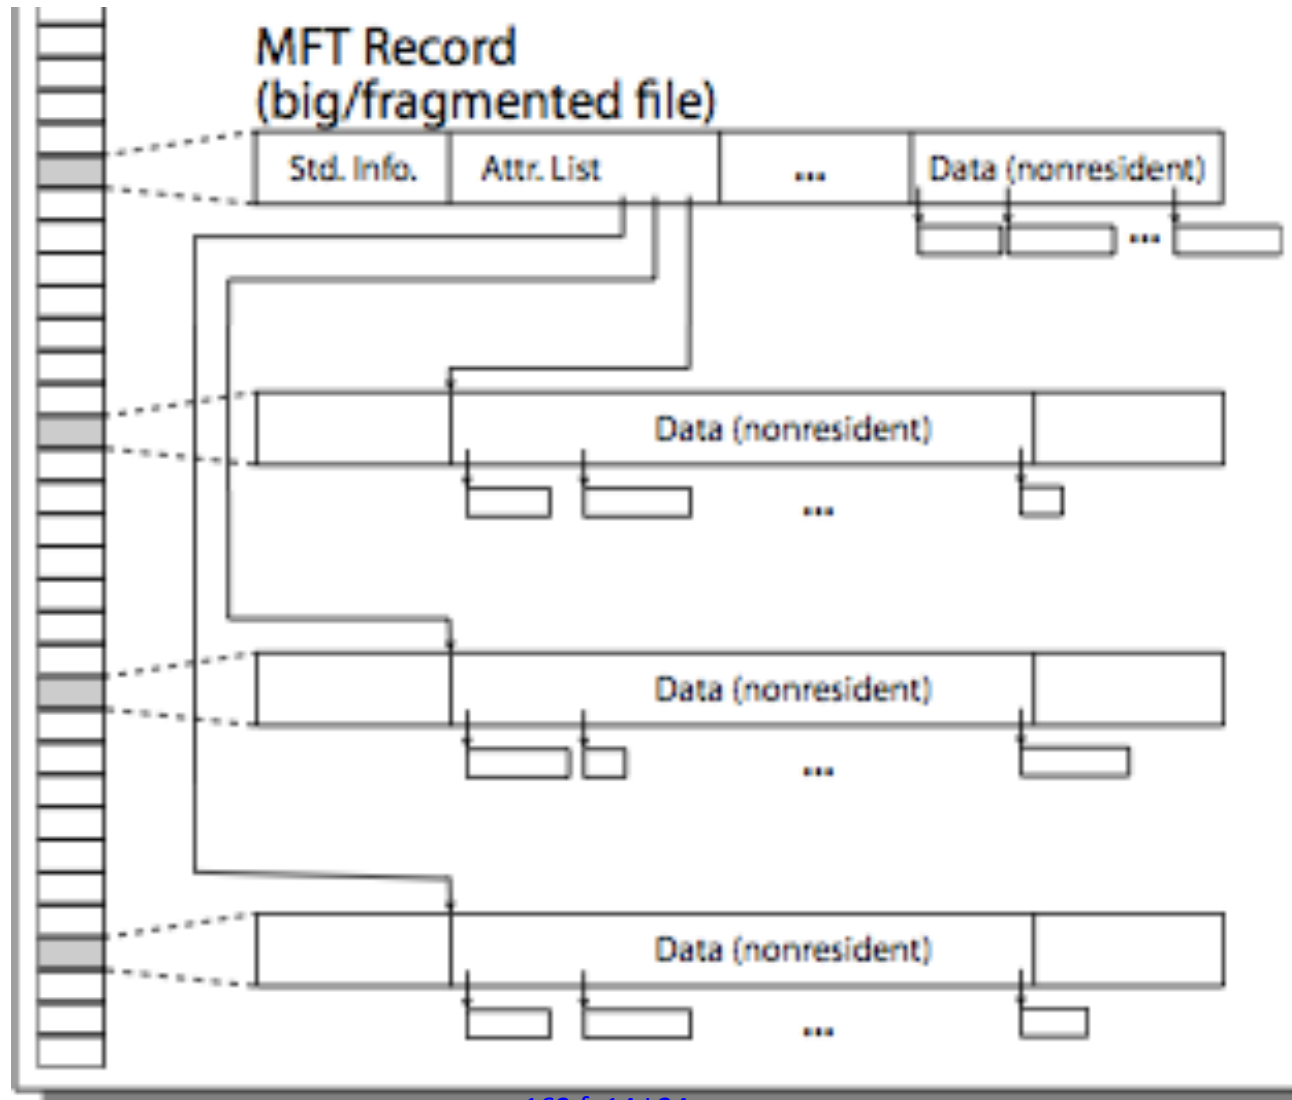 MFT Record
(big/fragmented file)
Std. Info. Attr. List ... Data (nonresident)
...
Data (nonresident)
...
Data (nonresident)
...
Data (nonresident)
...